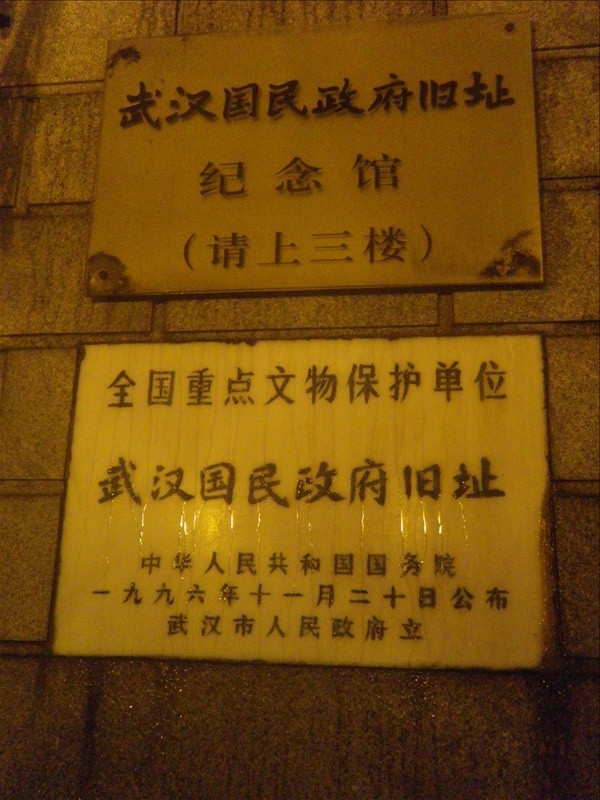 武汉国民政府旧址
纪念馆
（请上三楼）
全国重点文物保护单位
武汉国民政府旧址
中华人民共和国国务院
一九九六年十一月二十日公布
武汉市人民政府立